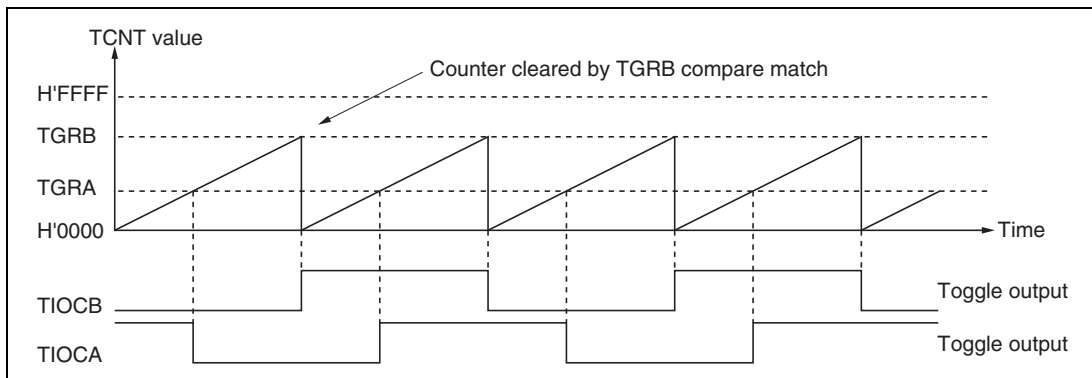 TCNT value
Counter cleared by TGRB compare match
H'FFFF
TGRB
TGRA
H'0000
Time
TIOCB
Toggle output
TIOCA
Toggle output